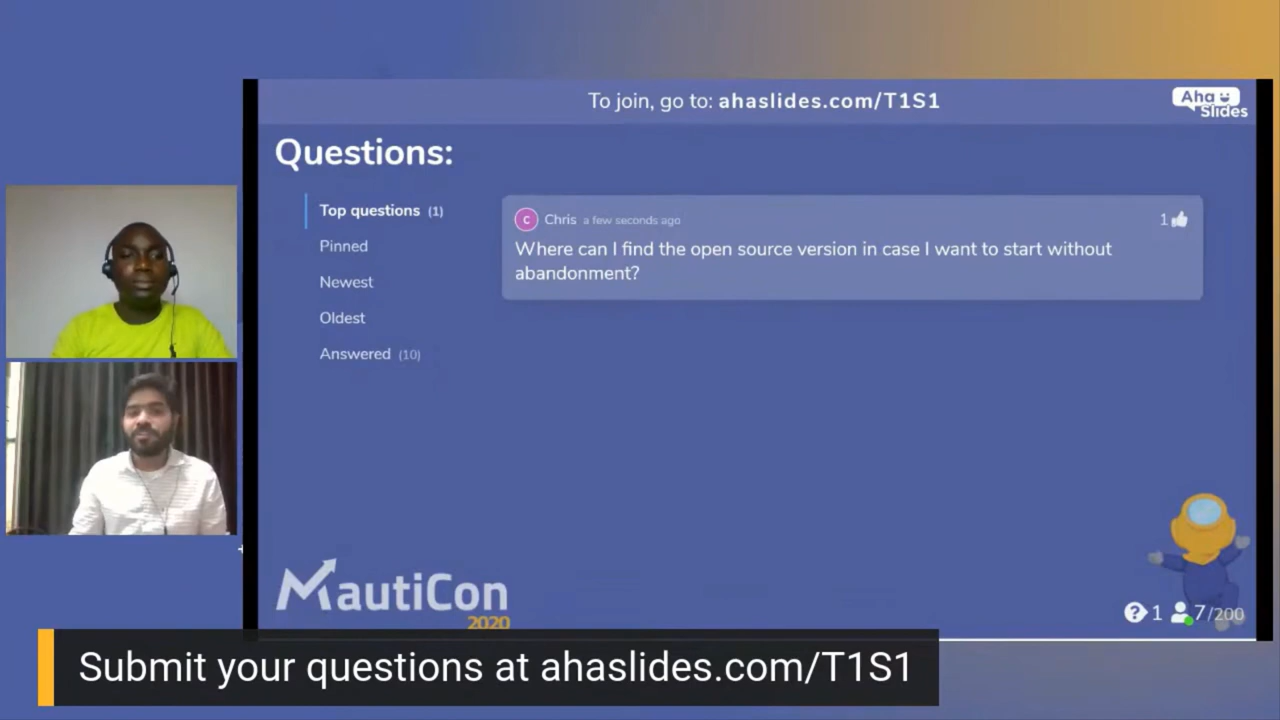 To join, go to: ahaslides.com/T1S1
Aha
Slides
Questions:
Top questions (1)
Pinned
Newest
Oldest
Answered (10)
C Chris a few seconds ago 1
Where can I find the open source version in case I want to start without
abandonment?
MautiCon
2020
? 1 7/200
Submit your questions at ahaslides.com/T1S1